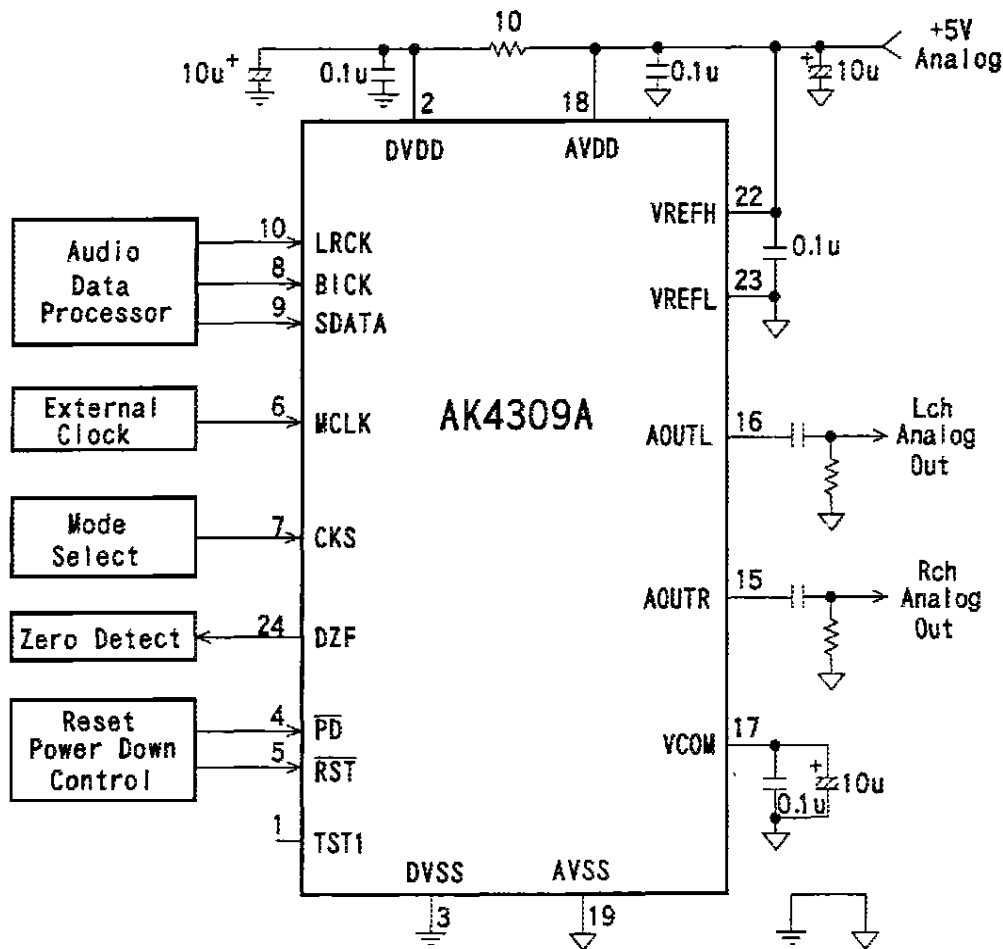 10
+5V
Analog
10u
+
0.1u
2
18
0.1u
+
10u
DVDD
AVDD
VREFH
22
0.1u
VREFL
23
Audio
Data
Processor
10
LRCK
8
BICK
9
SDATA
External
Clock
6
MCLK
AK4309A
AOUTL
16
Lch
Analog
Out
Mode
Select
7
CKS
AOUTR
15
Rch
Analog
Out
Zero Detect
24
DZF
Reset
Power Down
Control
4
PD
5
RST
VCOM
17
0.1u
+
10u
1
TST1
DVSS
AVSS
3
19